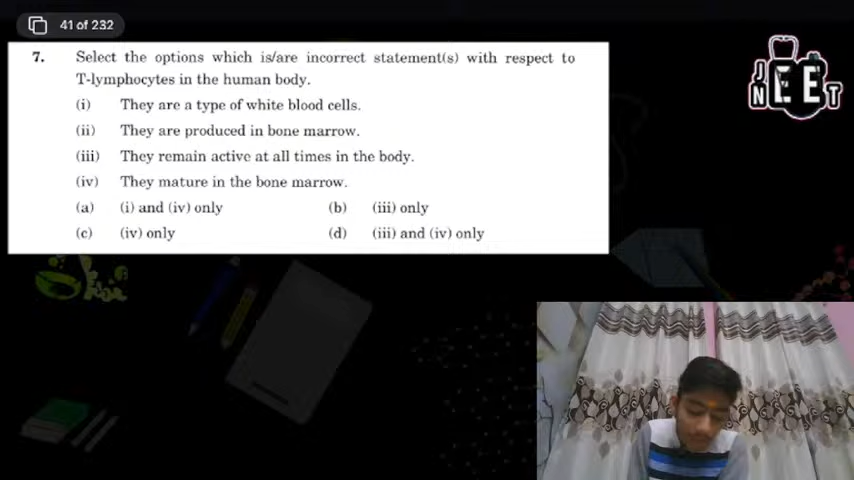 41 of 232
7. Select the options which is/are incorrect statement(s) with respect to
T-lymphocytes in the human body.
(i) They are a type of white blood cells.
(ii) They are produced in bone marrow.
(iii) They remain active at all times in the body.
(iv) They mature in the bone marrow.
(a) (i) and (iv) only (b) (iii) only
(c) (iv) only (d) (iii) and (iv) only
J
NEET